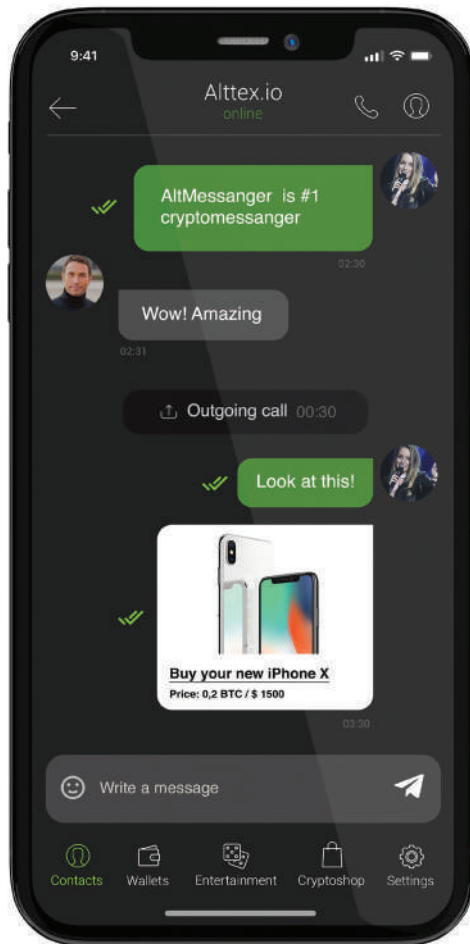 9:41
Alttex.io
online
AltMessanger is #1
cryptomessanger
02:30
Wow! Amazing
02:31
Outgoing call 00:30
Look at this!
Buy your new iPhone X
Price: 0,2 BTC / $ 1500
03:30
Write a message
Contacts Wallets Entertainment Cryptoshop Settings